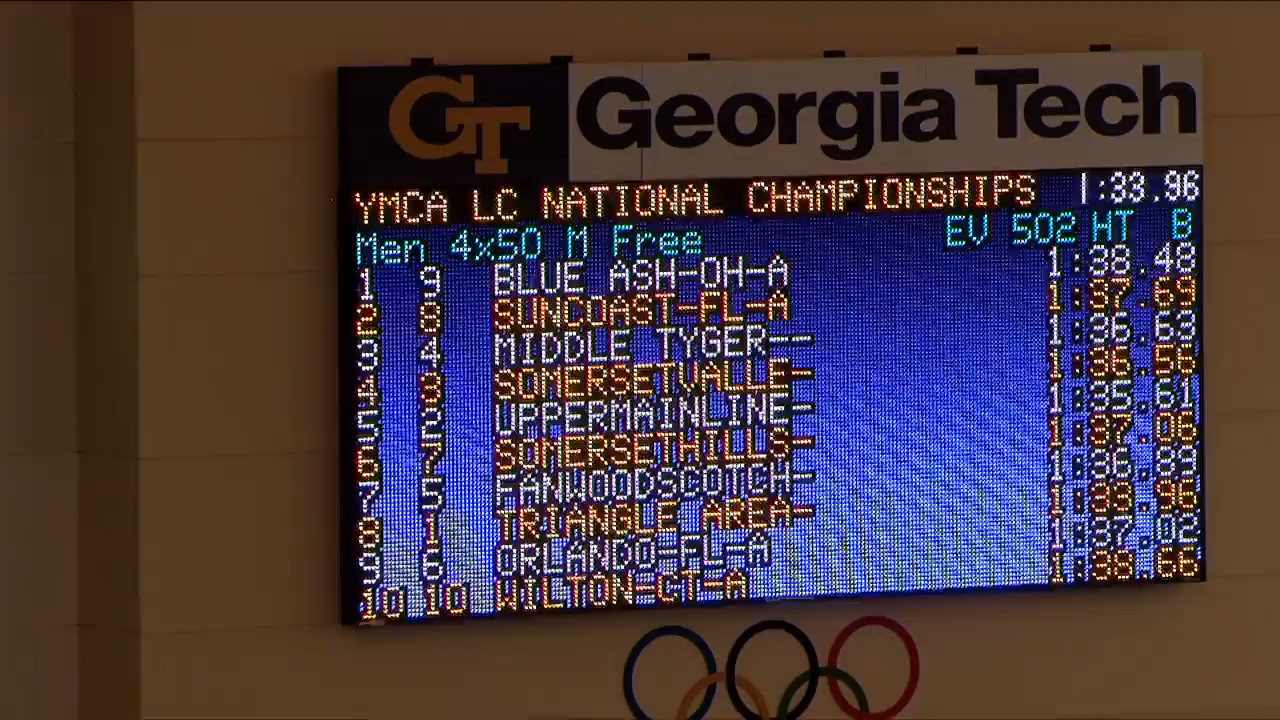 GT Georgia Tech
YMCA LC NATIONAL CHAMPIONSHIPS 1:33.96
Men 4x50 M Free EV 502 HT B
1 9 BLUE ASH-OH-A 1:38.48
2 8 SUNCOAST-FL-A 1:37.69
3 4 MIDDLE TYGER-- 1:36.63
4 3 SOMERSETVALLE- 1:35.56
5 2 UPPERMAINLINE- 1:35.61
6 7 SOMERSETHILLS- 1:37.06
7 5 FANWOODSCOTCH- 1:36.89
8 1 TRIANGLE AREA- 1:33.96
9 6 ORLANDO-FL-A 1:37.02
10 10 WILTON-CT-A 1:38.66